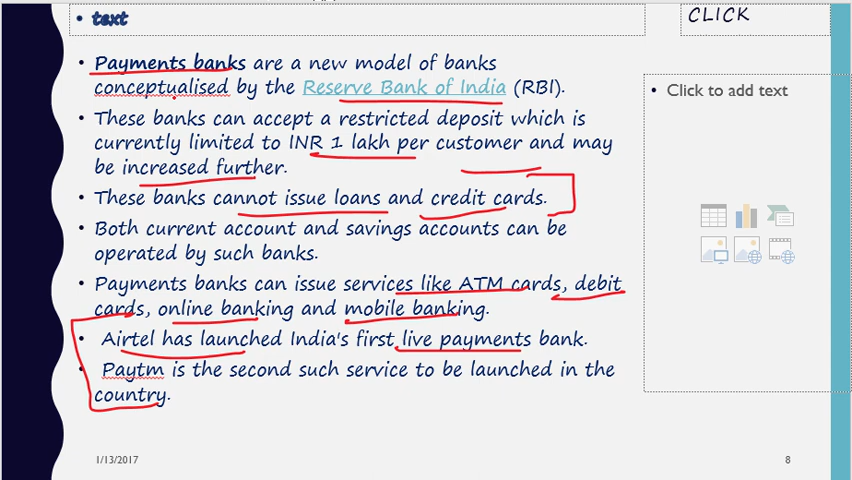 • text
CLICK
• Payments banks are a new model of banks
conceptualised by the Reserve Bank of India (RBI).
• These banks can accept a restricted deposit which is
currently limited to INR 1 lakh per customer and may
be increased further.
• These banks cannot issue loans and credit cards.
• Both current account and savings accounts can be
operated by such banks.
• Payments banks can issue services like ATM cards, debit
cards, online banking and mobile banking.
• Airtel has launched India's first live payments bank.
• Paytm is the second such service to be launched in the
country.
• Click to add text
1/13/2017
8